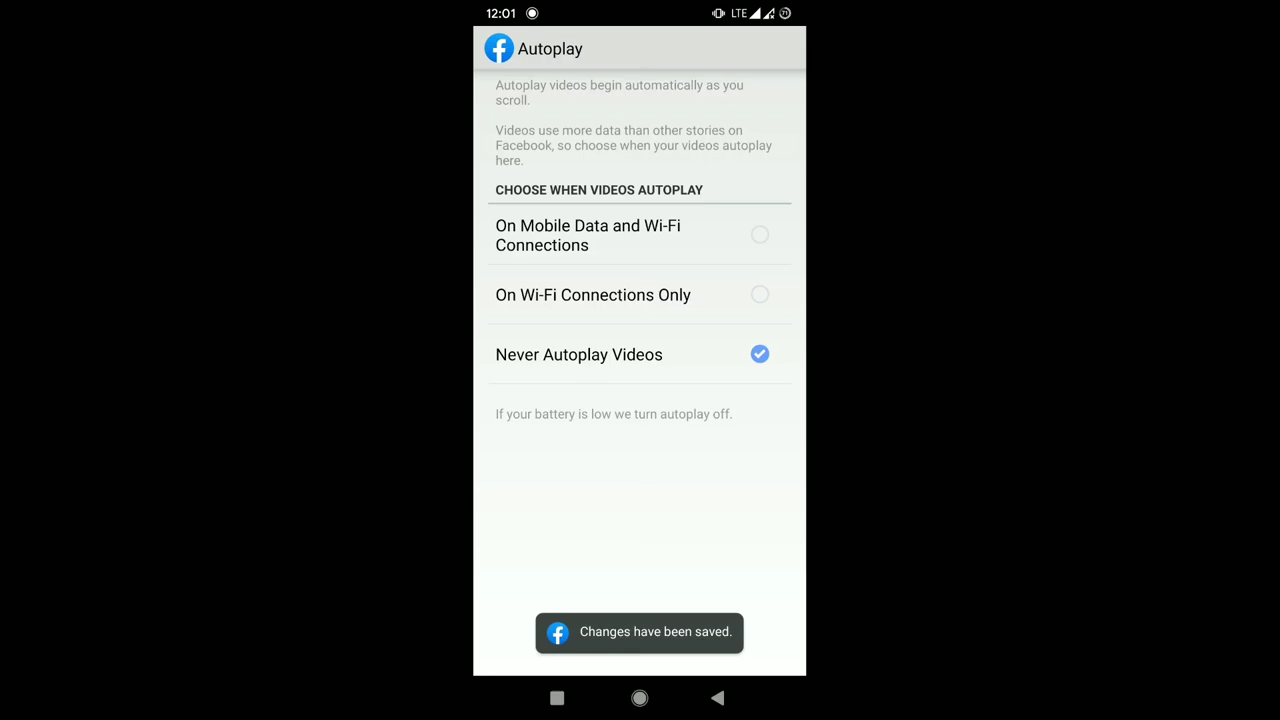 12:01
LTE
71
Autoplay
Autoplay videos begin automatically as you
scroll.
Videos use more data than other stories on
Facebook, so choose when your videos autoplay
here.
CHOOSE WHEN VIDEOS AUTOPLAY
On Mobile Data and Wi-Fi
Connections
On Wi-Fi Connections Only
Never Autoplay Videos
If your battery is low we turn autoplay off.
Changes have been saved.